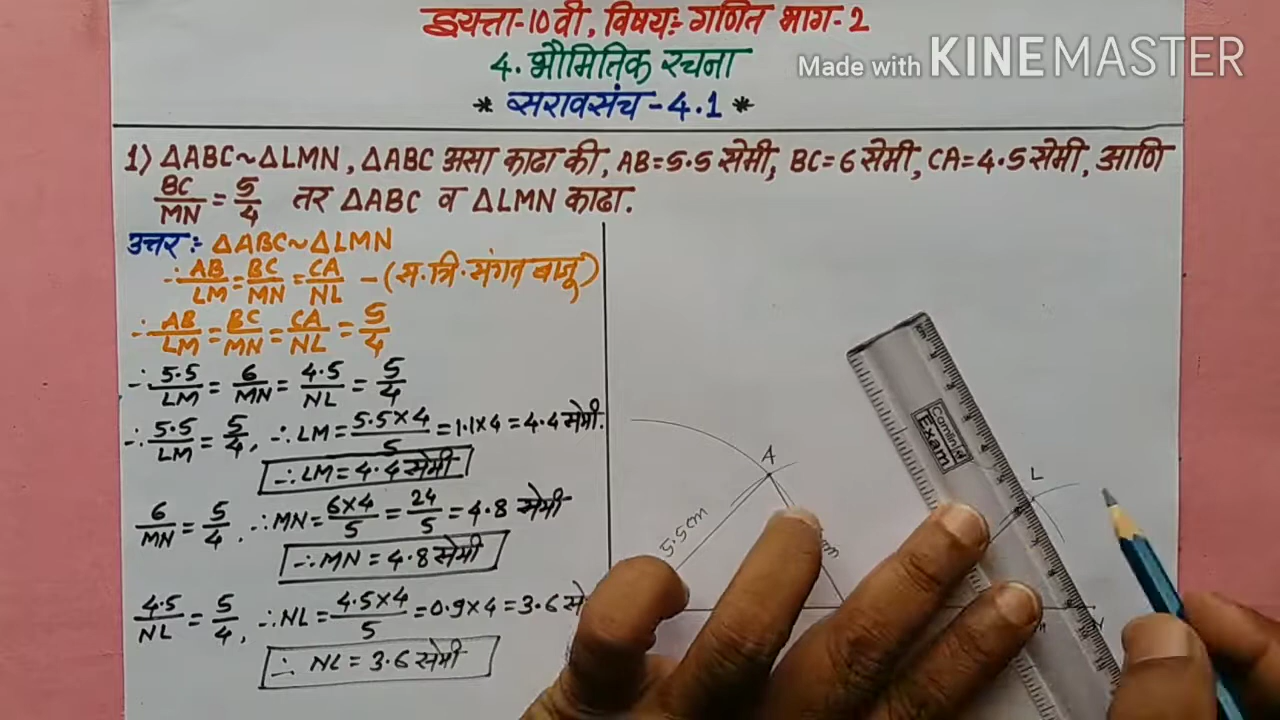 इयत्ता-10 वी, विषय:- गणित भाग-2
Made with KINEMASTER
4. भौमितिक रचना
* सरावसंच - 4.1 *
1) ΔABC~ΔLMN, ΔABC असा काढा की, AB=5.5 सेमी, BC=6 सेमी, CA=4.5 सेमी, आणि
BC/MN = 5/4 तर ΔABC व ΔLMN काढा.
उत्तर:- ΔABC~ΔLMN
∴ AB/LM = BC/MN = CA/NL - (स.त्रि.संगत बाजू)
∴ AB/LM = BC/MN = CA/NL = 5/4
∴ 5.5/LM = 6/MN = 4.5/NL = 5/4
∴ 5.5/LM = 5/4, ∴ LM = 5.5×4/5 = 1.1×4 = 4.4 सेमी.
∴ LM = 4.4 सेमी
6/MN = 5/4. ∴ MN = 6×4/5 = 24/5 = 4.8 सेमी
∴ MN = 4.8 सेमी
4.5/NL = 5/4, ∴ NL = 4.5×4/5 = 0.9×4 = 3.6 से
∴ NL = 3.6 सेमी
A
5.5cm
L
N
Exam